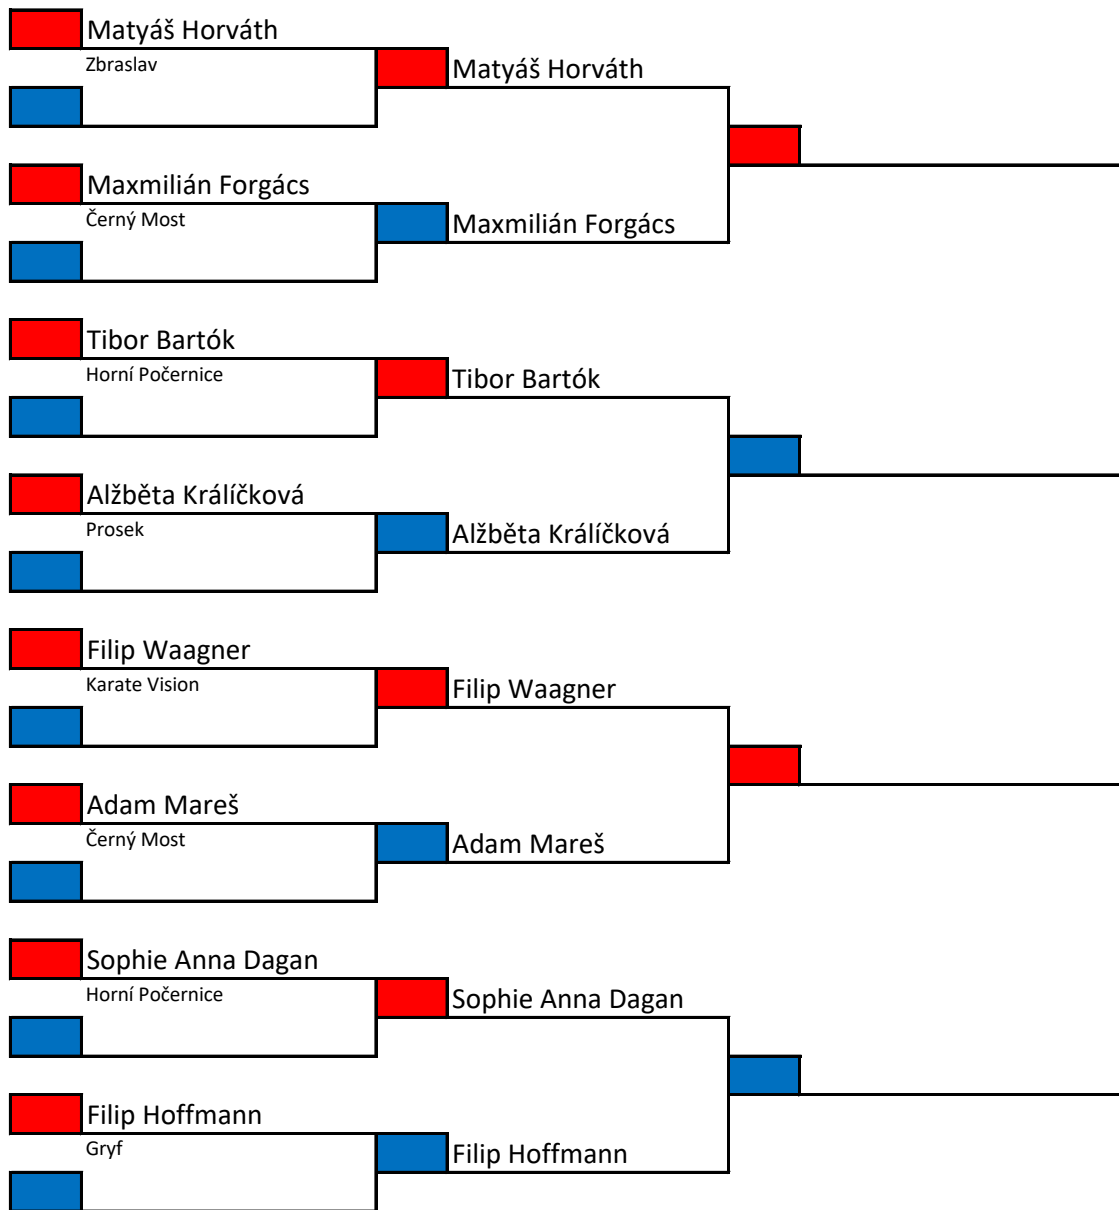 Matyáš Horváth
Zbraslav
Matyáš Horváth
Maxmilián Forgács
Černý Most
Maxmilián Forgács
Tibor Bartók
Horní Počernice
Tibor Bartók
Alžběta Králíčková
Prosek
Alžběta Králíčková
Filip Waagner
Karate Vision
Filip Waagner
Adam Mareš
Černý Most
Adam Mareš
Sophie Anna Dagan
Horní Počernice
Sophie Anna Dagan
Filip Hoffmann
Gryf
Filip Hoffmann